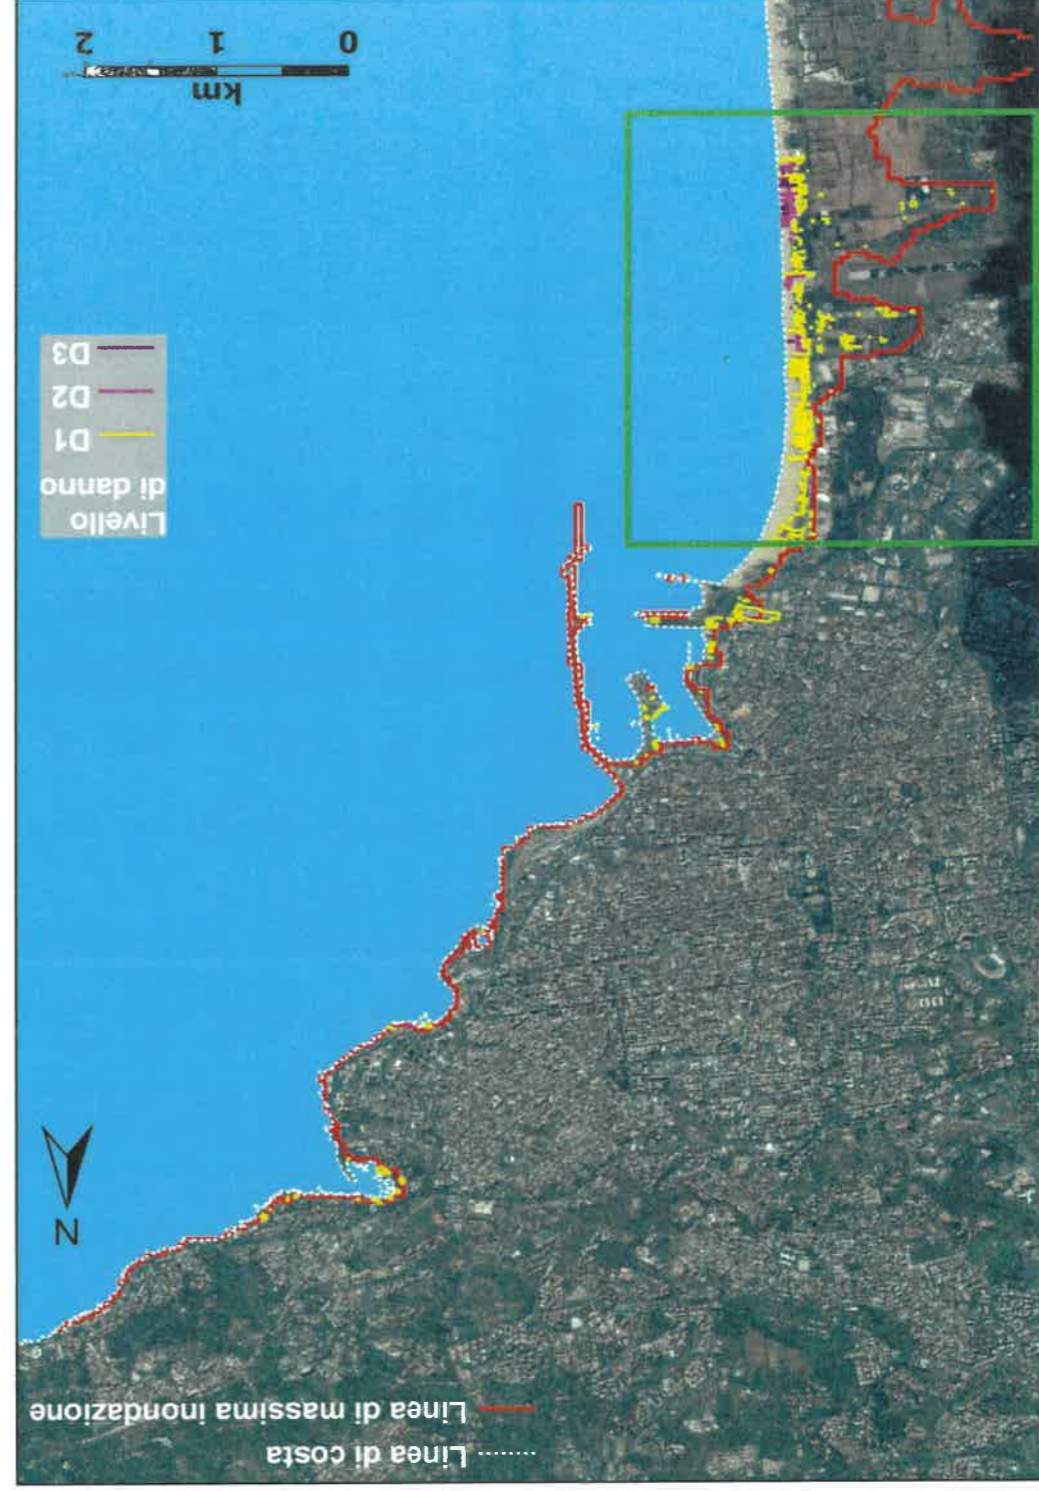 Linea di costa
Linea di massima inondazione
N
Livello
di danno
D1
D2
D3
km
0 1 2